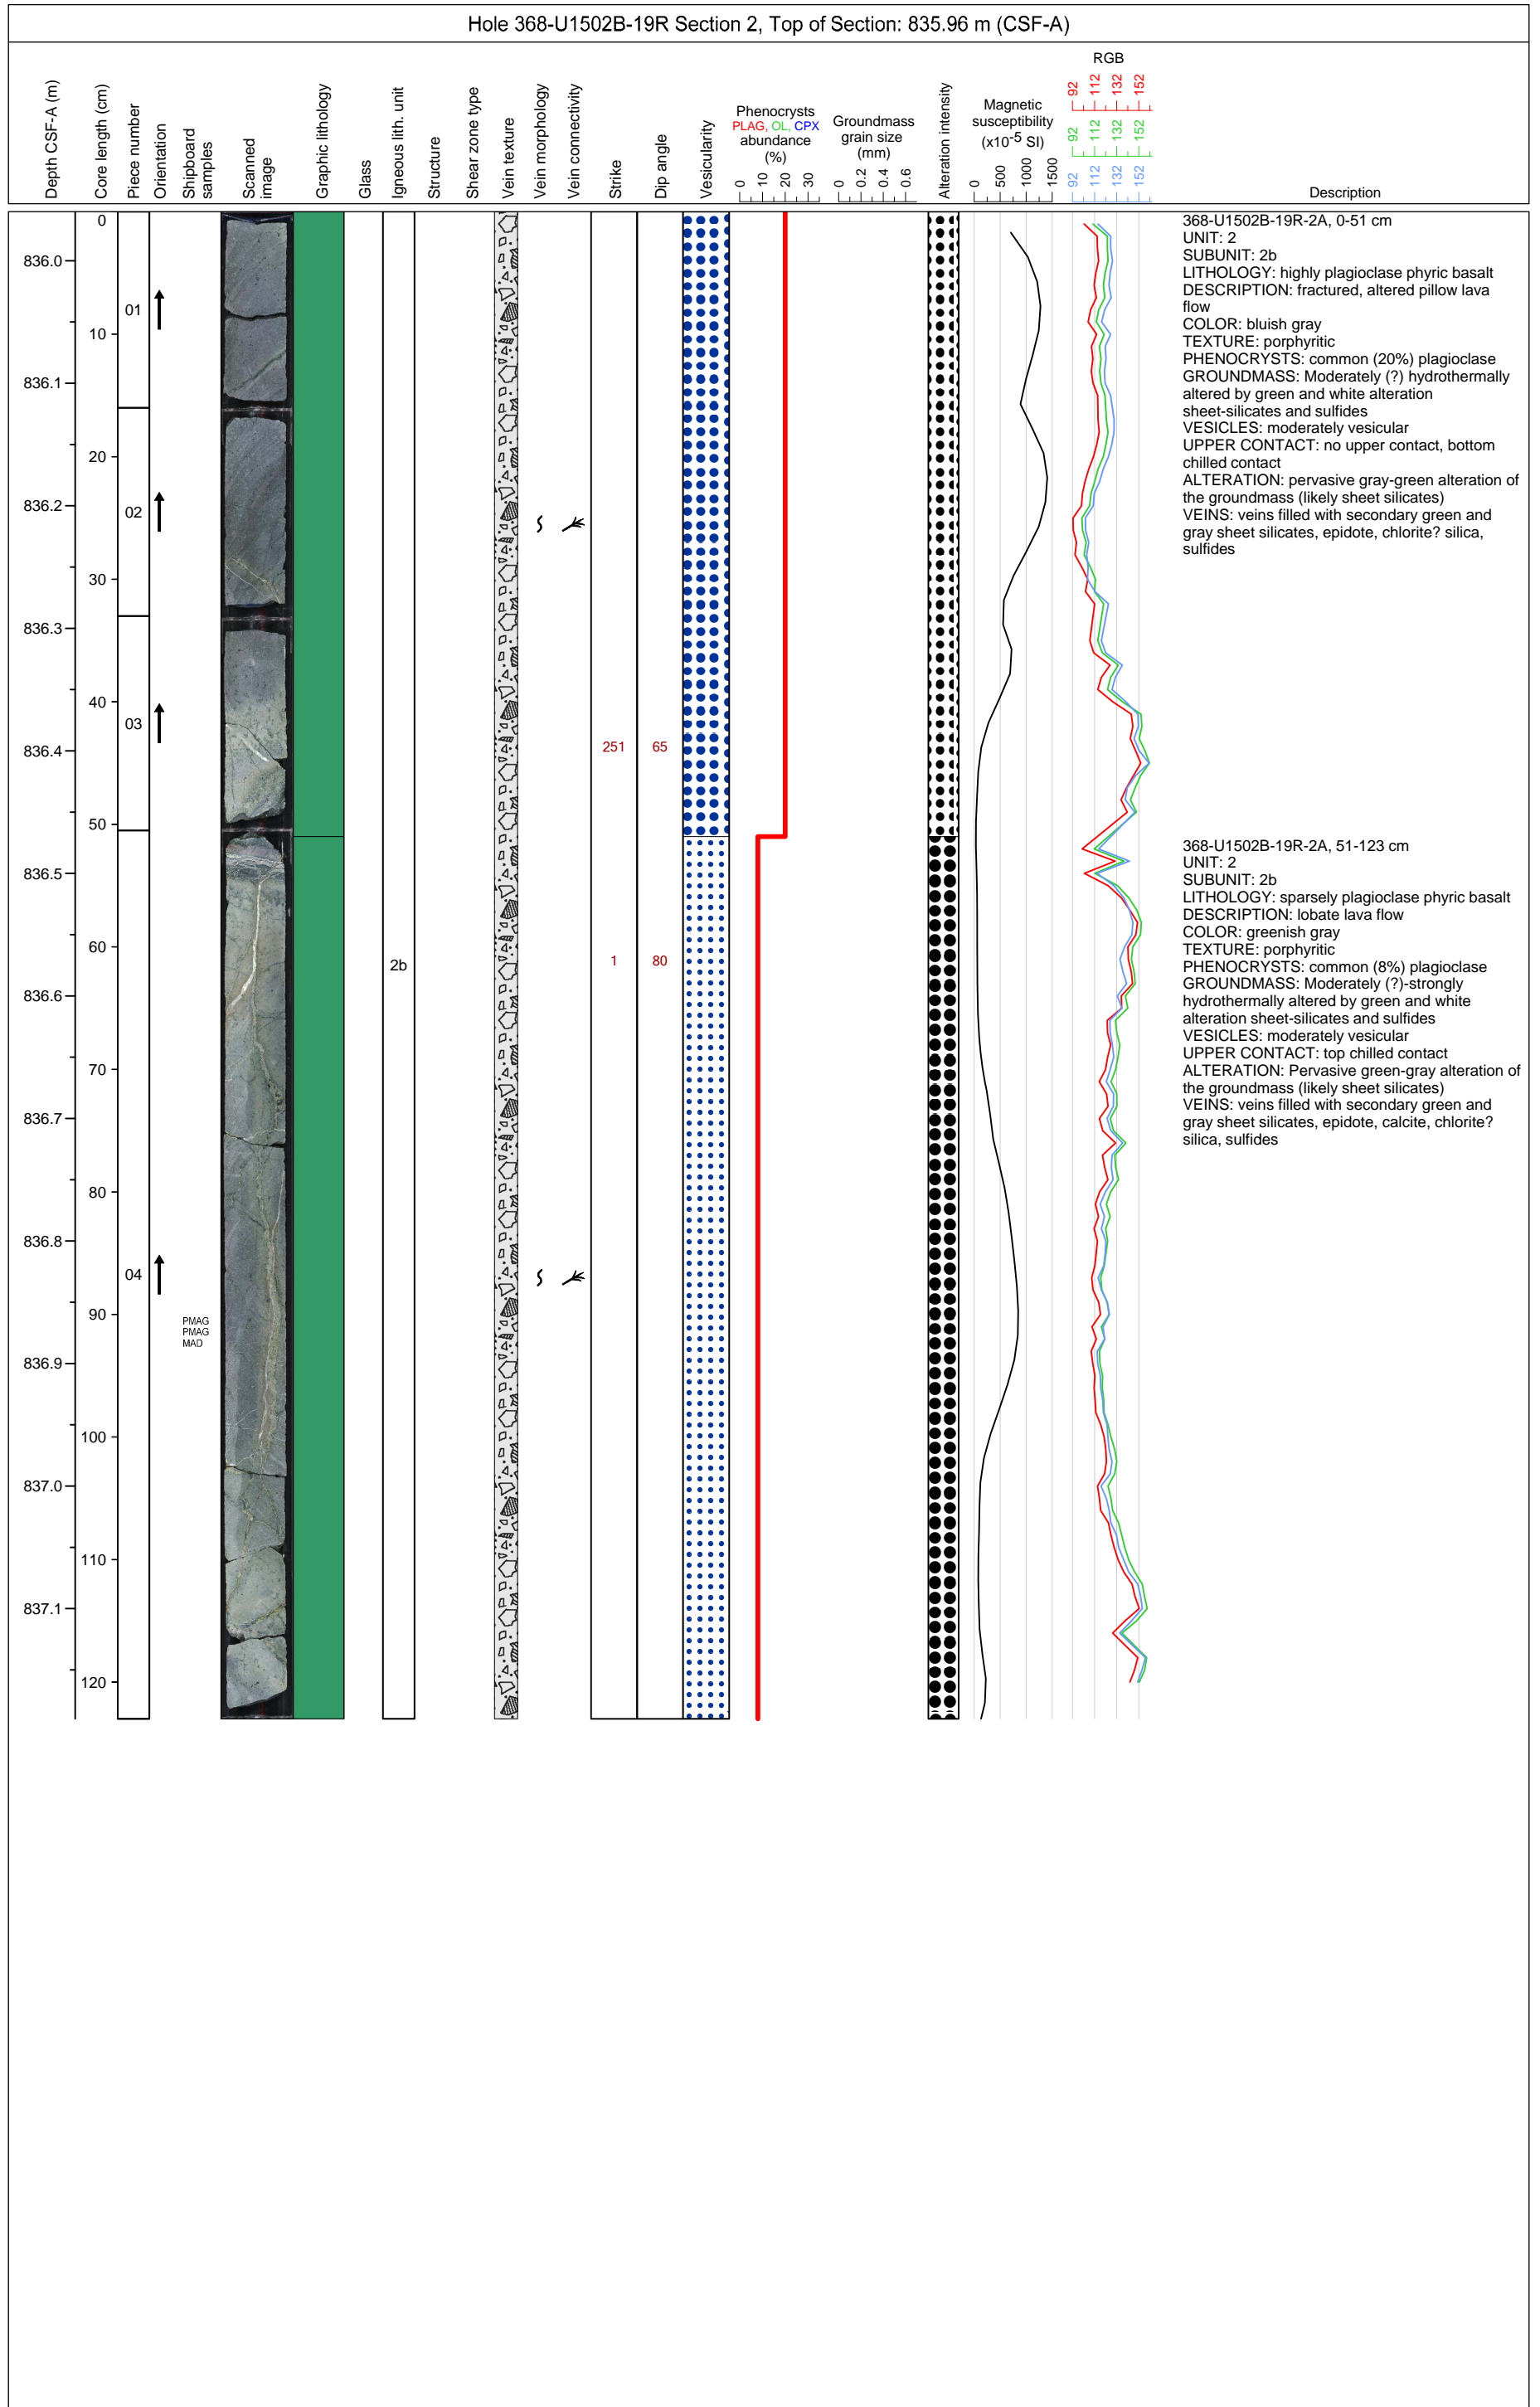 Hole 368-U1502B-19R Section 2, Top of Section: 835.96 m (CSF-A)
Depth CSF-A (m)
Core length (cm)
Piece number
Orientation
Shipboard
samples
Scanned
image
Graphic lithology
Glass
Igneous lith. unit
Structure
Shear zone type
Vein texture
Vein morphology
Vein connectivity
Strike
Dip angle
Vesicularity
Phenocrysts
PLAG, OL, CPX
abundance
(%)
0 10 20 30
Groundmass
grain size
(mm)
0 0.2 0.4 0.6
Alteration intensity
Magnetic
susceptibility
(x10-5 SI)
0 500 1000 1500
RGB
92 112 132 152
92 112 132 152
92 112 132 152
Description
836.0
836.1
836.2
836.3
836.4
836.5
836.6
836.7
836.8
836.9
837.0
837.1
0
10
20
30
40
50
60
70
80
90
100
110
120
01
02
03
04
PMAG
PMAG
MAD
2b
251 65
1 80
368-U1502B-19R-2A, 0-51 cm
UNIT: 2
SUBUNIT: 2b
LITHOLOGY: highly plagioclase phyric basalt
DESCRIPTION: fractured, altered pillow lava
flow
COLOR: bluish gray
TEXTURE: porphyritic
PHENOCRYSTS: common (20%) plagioclase
GROUNDMASS: Moderately (?) hydrothermally
altered by green and white alteration
sheet-silicates and sulfides
VESICLES: moderately vesicular
UPPER CONTACT: no upper contact, bottom
chilled contact
ALTERATION: pervasive gray-green alteration of
the groundmass (likely sheet silicates)
VEINS: veins filled with secondary green and
gray sheet silicates, epidote, chlorite? silica,
sulfides
368-U1502B-19R-2A, 51-123 cm
UNIT: 2
SUBUNIT: 2b
LITHOLOGY: sparsely plagioclase phyric basalt
DESCRIPTION: lobate lava flow
COLOR: greenish gray
TEXTURE: porphyritic
PHENOCRYSTS: common (8%) plagioclase
GROUNDMASS: Moderately (?)-strongly
hydrothermally altered by green and white
alteration sheet-silicates and sulfides
VESICLES: moderately vesicular
UPPER CONTACT: top chilled contact
ALTERATION: Pervasive green-gray alteration of
the groundmass (likely sheet silicates)
VEINS: veins filled with secondary green and
gray sheet silicates, epidote, calcite, chlorite?
silica, sulfides